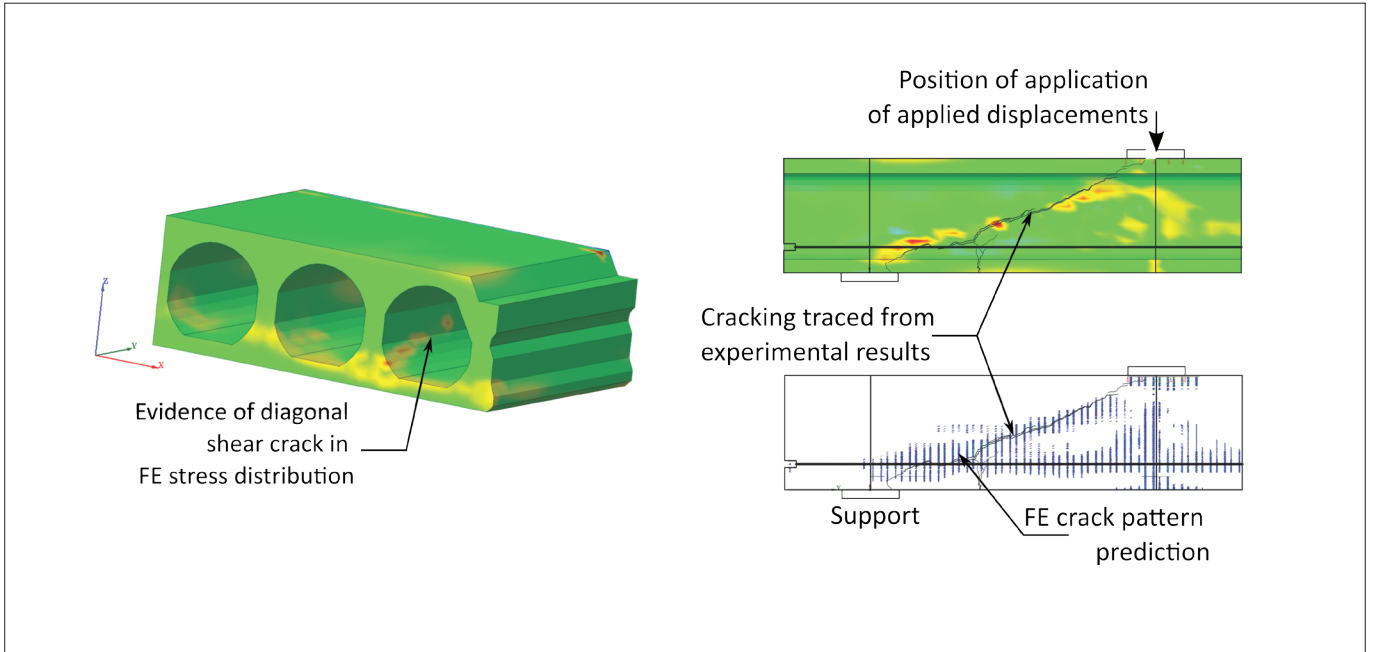 Position of application
of applied displacements
Z
Y
X
Cracking traced from
experimental results
Evidence of diagonal
shear crack in
FE stress distribution
Support
FE crack pattern
prediction